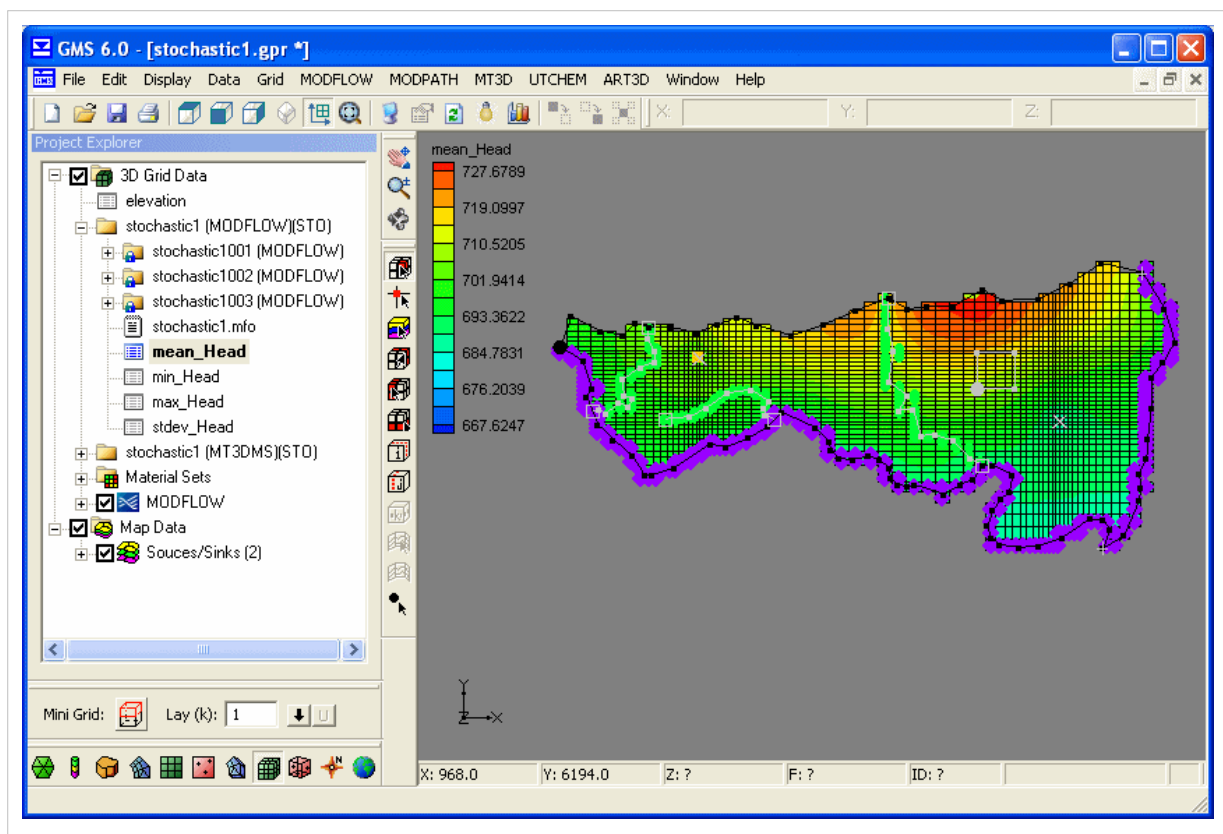 GMS 6.0 - [stochastic1.gpr *]
File Edit Display Data Grid MODFLOW MODPATH MT3D UTCHEM ART3D Window Help
X: Y: Z:
Project Explorer
3D Grid Data
elevation
stochastic1 (MODFLOW)(STO)
stochastic1001 (MODFLOW)
stochastic1002 (MODFLOW)
stochastic1003 (MODFLOW)
stochastic1.mfo
mean_Head
min_Head
max_Head
stdev_Head
stochastic1 (MT3DMS)(STO)
Material Sets
MODFLOW
Map Data
Souces/Sinks (2)
Mini Grid: Lay (k): 1 U
mean_Head
727.6789
719.0997
710.5205
701.9414
693.3622
684.7831
676.2039
667.6247
Y
Z X
X: 968.0 Y: 6194.0 Z: ? F: ? ID: ?